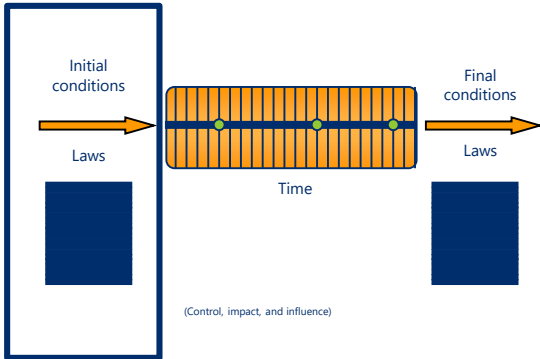 Initial
conditions
Laws
Time
Final
conditions
Laws
(Control, impact, and influence)